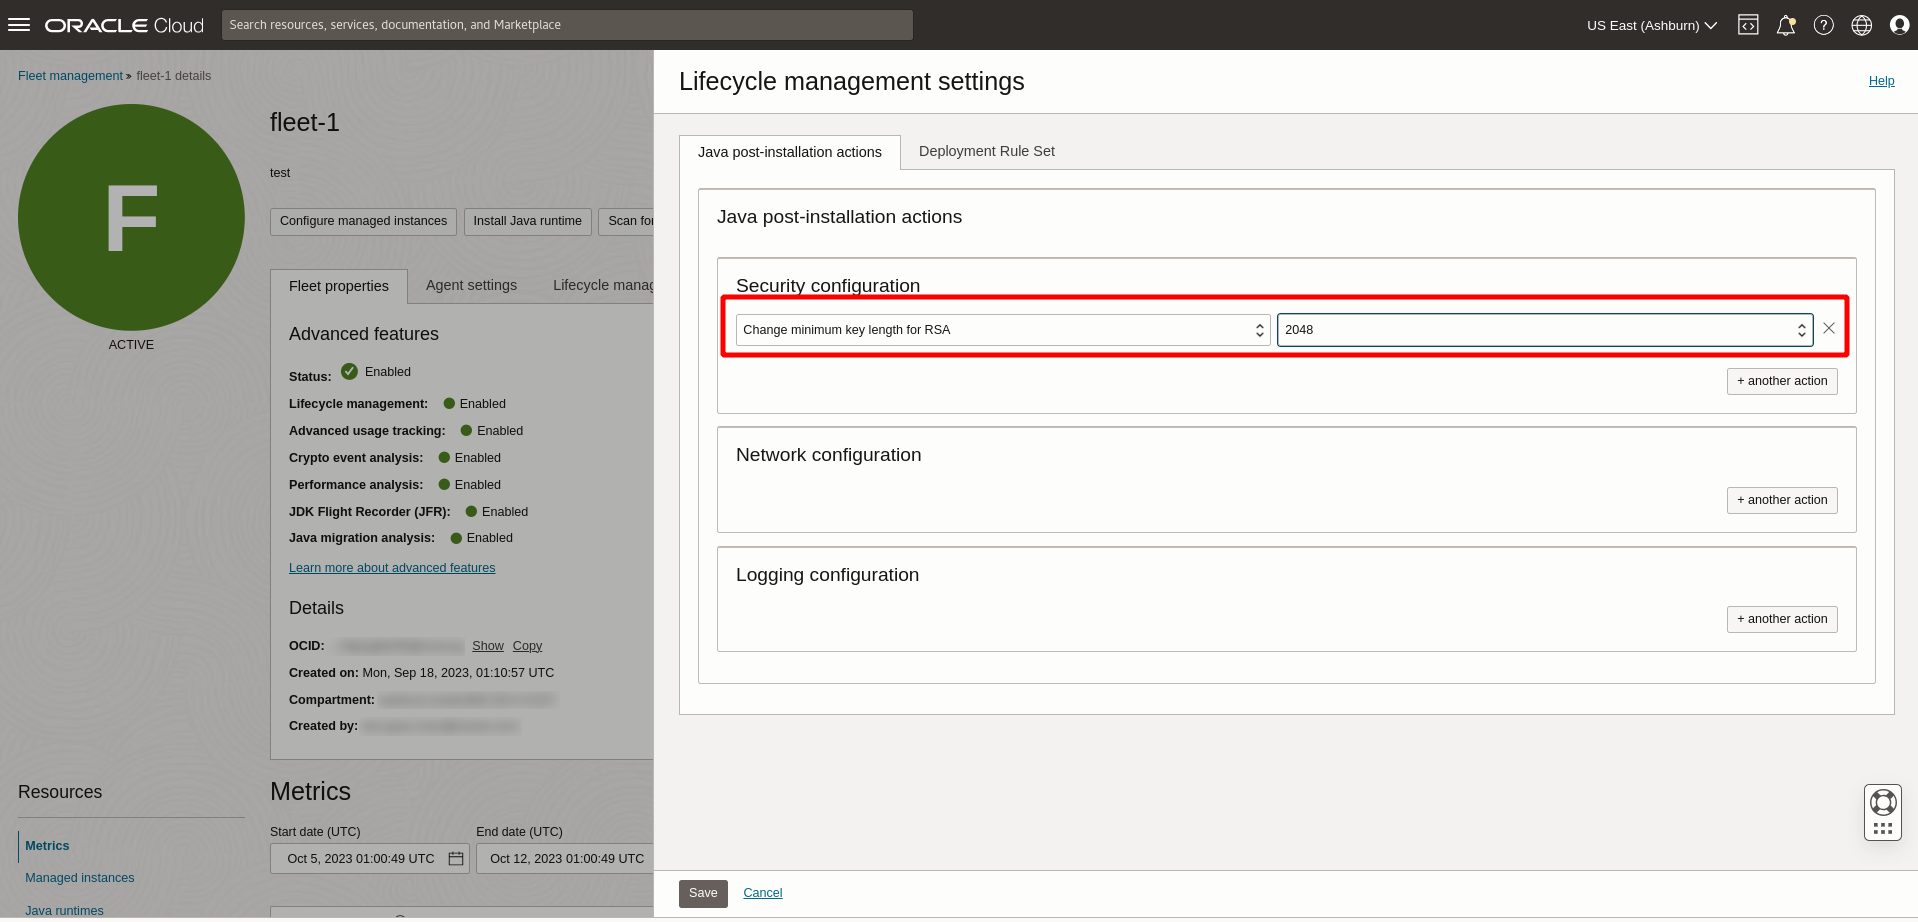 ORACLE Cloud
Search resources, services, documentation, and Marketplace
US East (Ashburn)
Fleet management » fleet-1 details
F
ACTIVE
fleet-1
test
Configure managed instances
Install Java runtime
Scan for
Fleet properties
Agent settings
Lifecycle manag
Advanced features
Status: Enabled
Lifecycle management: Enabled
Advanced usage tracking: Enabled
Crypto event analysis: Enabled
Performance analysis: Enabled
JDK Flight Recorder (JFR): Enabled
Java migration analysis: Enabled
Learn more about advanced features
Details
OCID: Show Copy
Created on: Mon, Sep 18, 2023, 01:10:57 UTC
Compartment:
Created by:
Resources
Metrics
Managed instances
Java runtimes
Metrics
Start date (UTC)
End date (UTC)
Oct 5, 2023 01:00:49 UTC
Oct 12, 2023 01:00:49 UTC
Lifecycle management settings
Help
Java post-installation actions
Deployment Rule Set
Java post-installation actions
Security configuration
Change minimum key length for RSA
2048
+ another action
Network configuration
+ another action
Logging configuration
+ another action
Save
Cancel